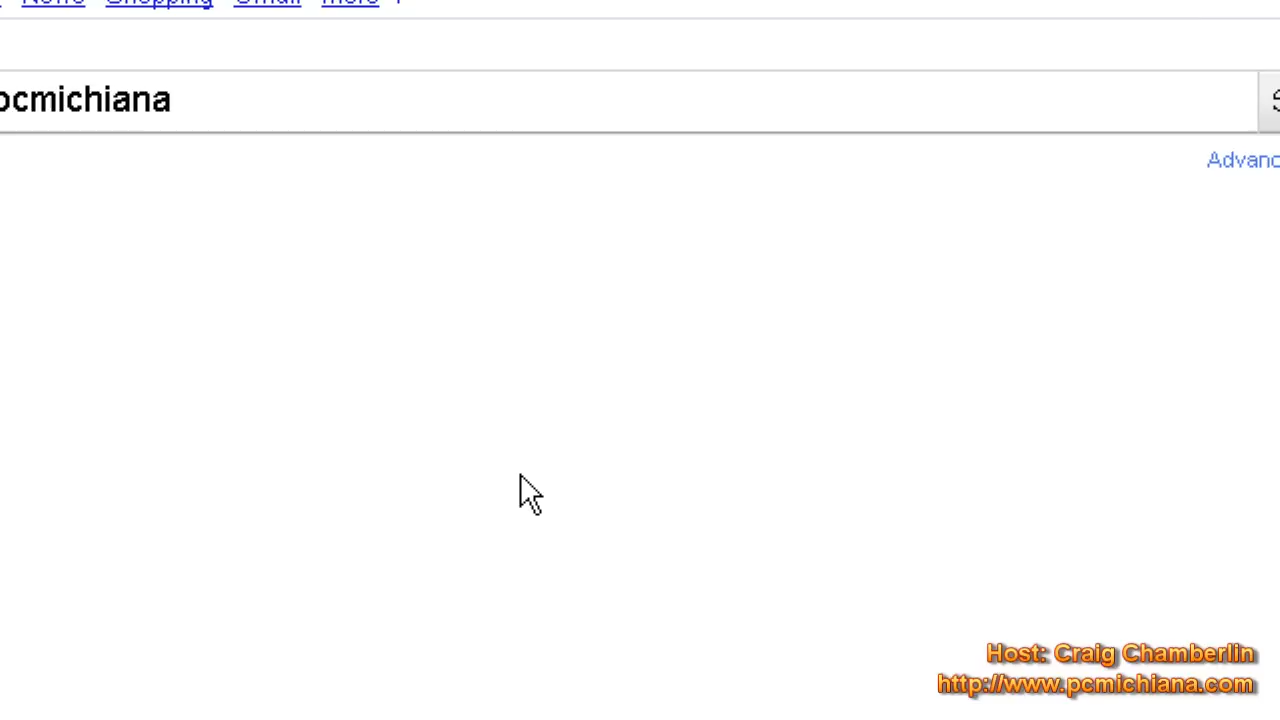 News Shopping Gmail more
pcmichiana
Advanc
Host: Craig Chamberlin
http://www.pcmichiana.com